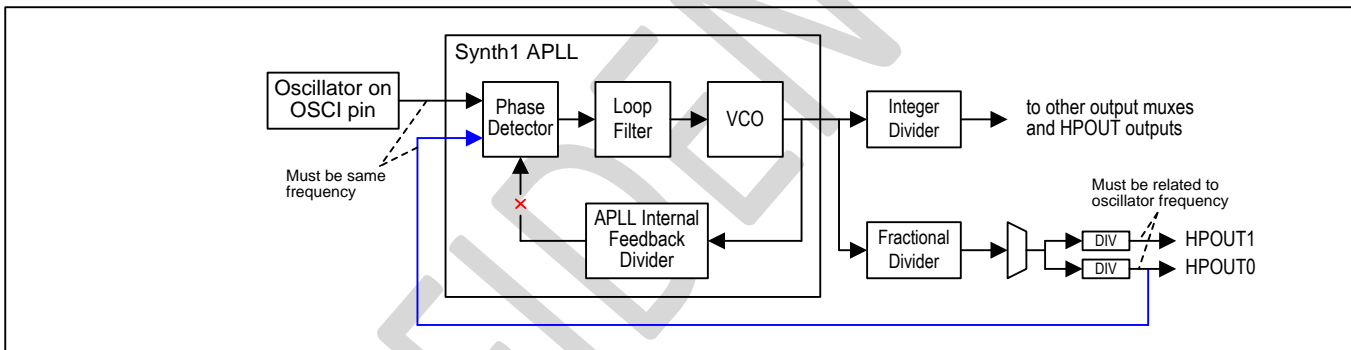 Synth1 APLL
Oscillator on
OSCI pin
Phase
Detector
Loop
Filter
VCO
Integer
Divider
to other output muxes
and HPOUT outputs
Must be same
frequency
APLL Internal
Feedback
Divider
Fractional
Divider
Must be related to
oscillator frequency
DIV
HPOUT1
DIV
HPOUT0